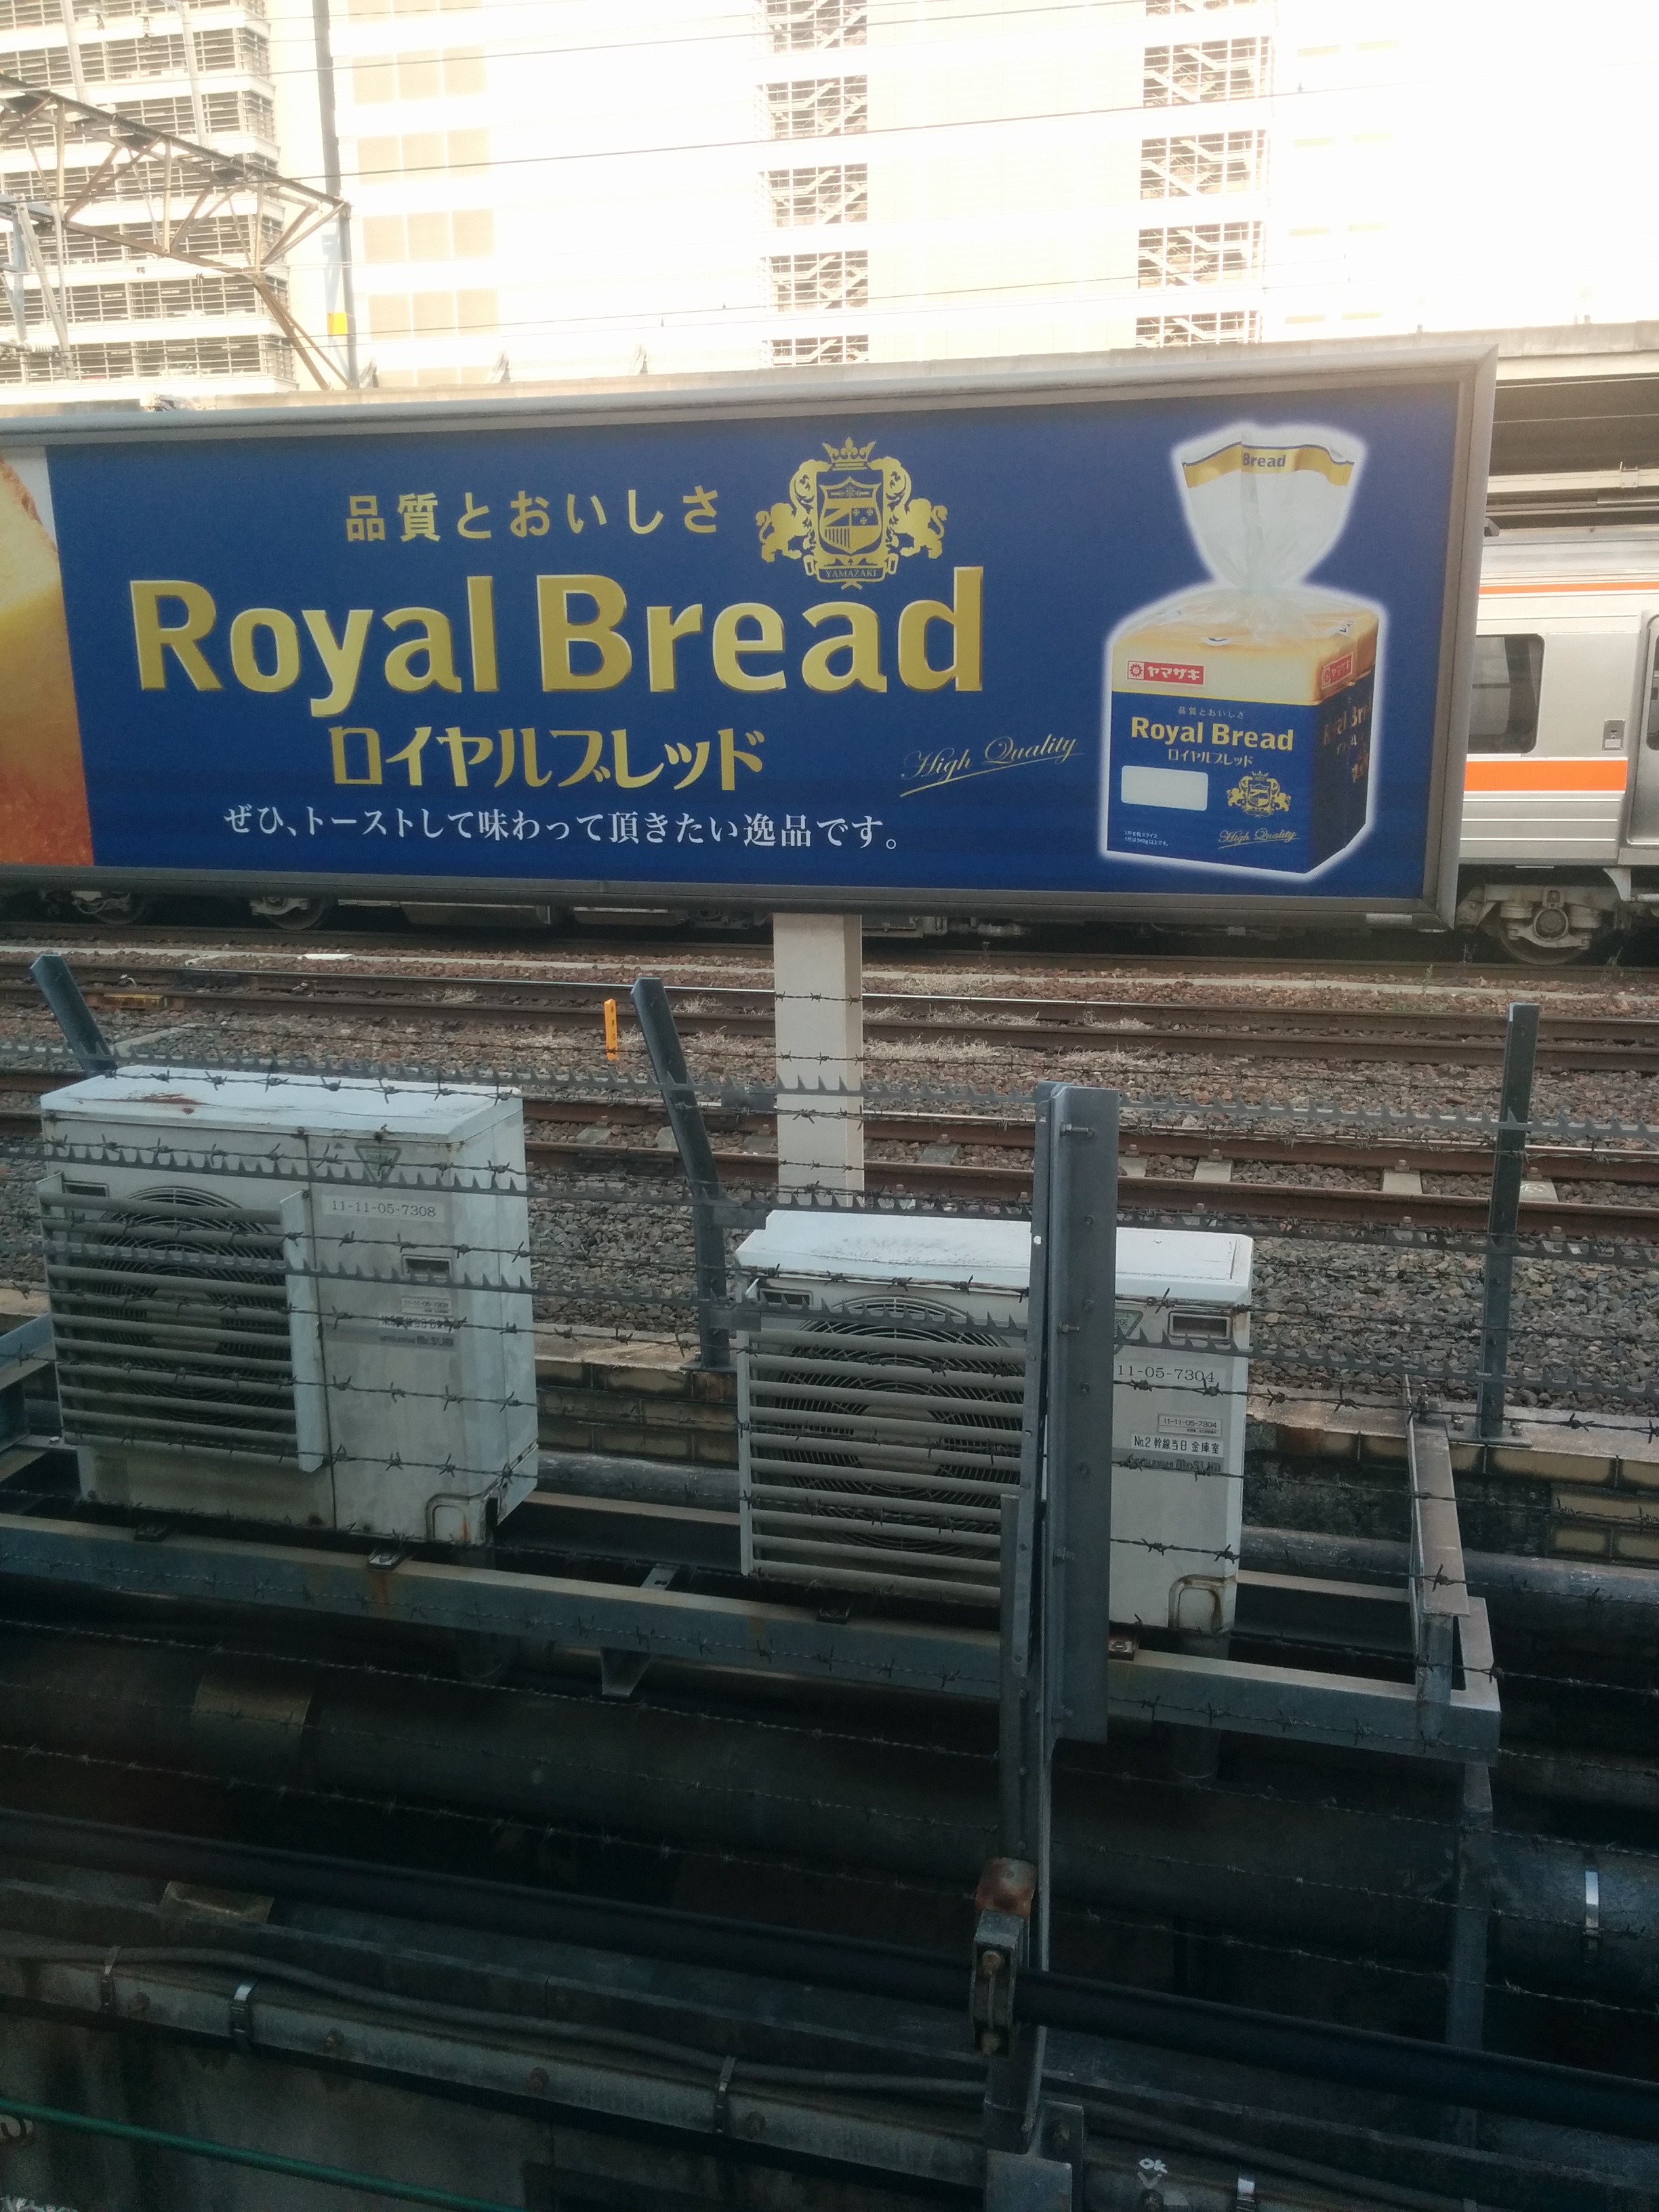 品質とおいしさ
YAMAZAKI
Royal Bread
ロイヤルブレッド
High Quality
ぜひ、トーストして味わって頂きたい逸品です。
Bread
ヤマザキ
品質とおいしさ
Royal Bread
ロイヤルブレッド
High Quality
11-11-05-7308
11-05-7304
11-11-05-7304
No.2 幹線当日 金庫室
OK